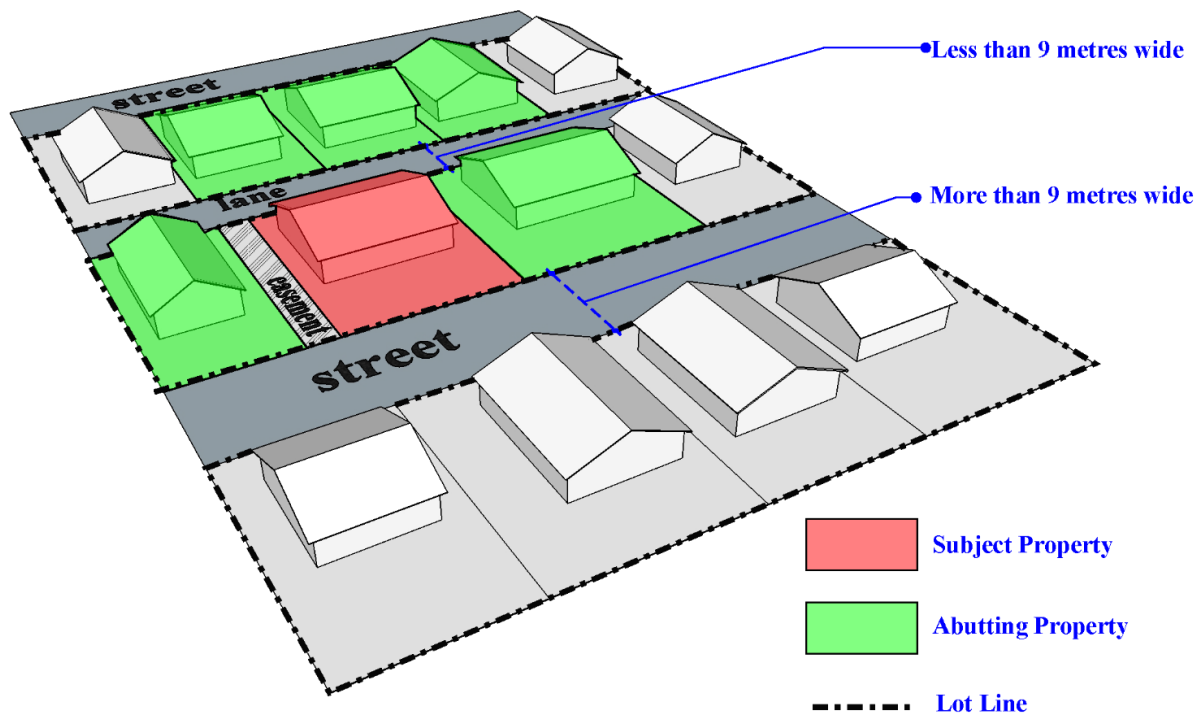 Less than 9 metres wide
street
lane
More than 9 metres wide
easement
street
Subject Property
Abutting Property
Lot Line